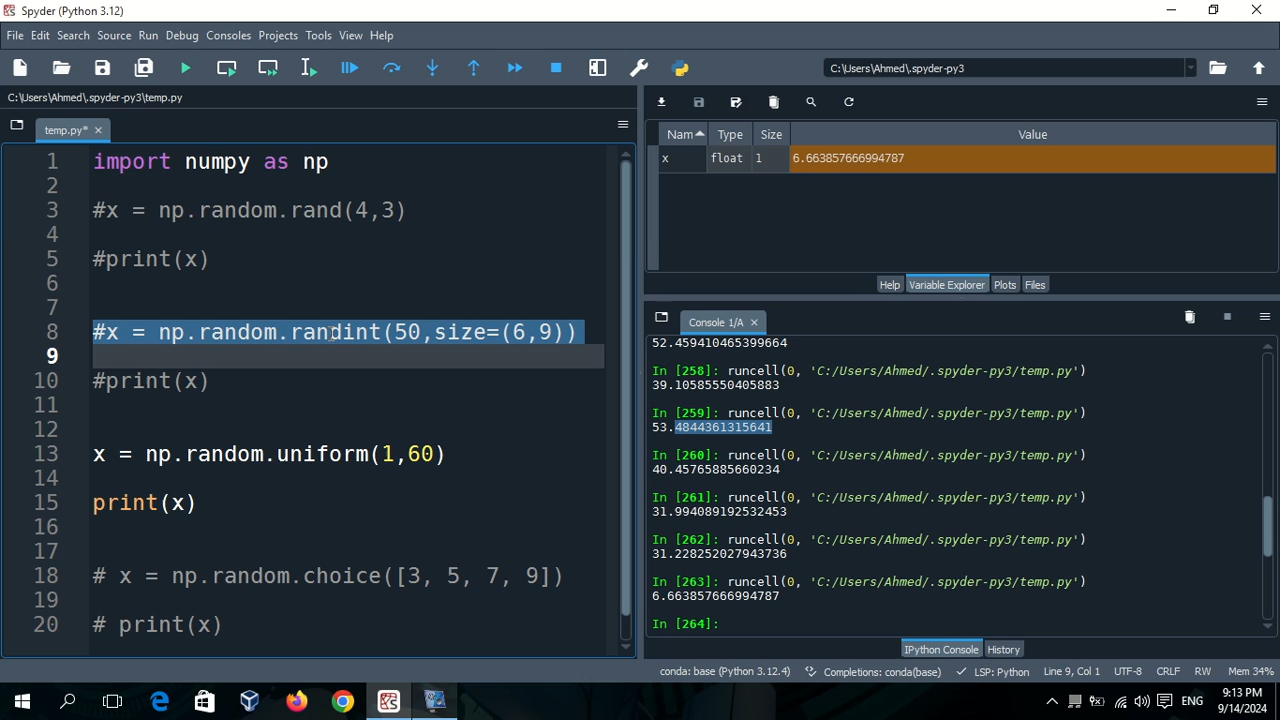 Spyder (Python 3.12)
File Edit Search Source Run Debug Consoles Projects Tools View Help
C:\Users\Ahmed\.spyder-py3
C:\Users\Ahmed\.spyder-py3\temp.py
temp.py*
1 import numpy as np
2
3 #x = np.random.rand(4,3)
4
5 #print(x)
6
7
8 #x = np.random.randint(50,size=(6,9))
9
10 #print(x)
11
12
13 x = np.random.uniform(1,60)
14
15 print(x)
16
17
18 # x = np.random.choice([3, 5, 7, 9])
19
20 # print(x)
Nam Type Size Value
x float 1 6.663857666994787
Help Variable Explorer Plots Files
Console 1/A
52.459410465399664
In [258]: runcell(0, 'C:/Users/Ahmed/.spyder-py3/temp.py')
39.10585550405883
In [259]: runcell(0, 'C:/Users/Ahmed/.spyder-py3/temp.py')
53.4844361315641
In [260]: runcell(0, 'C:/Users/Ahmed/.spyder-py3/temp.py')
40.45765885660234
In [261]: runcell(0, 'C:/Users/Ahmed/.spyder-py3/temp.py')
31.994089192532453
In [262]: runcell(0, 'C:/Users/Ahmed/.spyder-py3/temp.py')
31.228252027943736
In [263]: runcell(0, 'C:/Users/Ahmed/.spyder-py3/temp.py')
6.663857666994787
In [264]:
IPython Console History
conda: base (Python 3.12.4) Completions: conda(base) LSP: Python Line 9, Col 1 UTF-8 CRLF RW Mem 34%
ENG
9:13 PM
9/14/2024